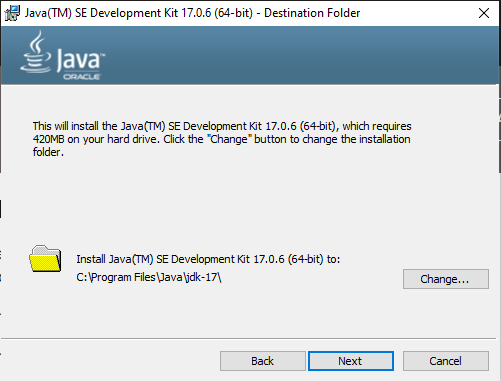 Java(TM) SE Development Kit 17.0.6 (64-bit) - Destination Folder
Java
ORACLE
This will install the Java(TM) SE Development Kit 17.0.6 (64-bit), which requires
420MB on your hard drive. Click the "Change" button to change the installation
folder.
Install Java(TM) SE Development Kit 17.0.6 (64-bit) to:
C:\Program Files\Java\jdk-17\
Change...
Back
Next
Cancel